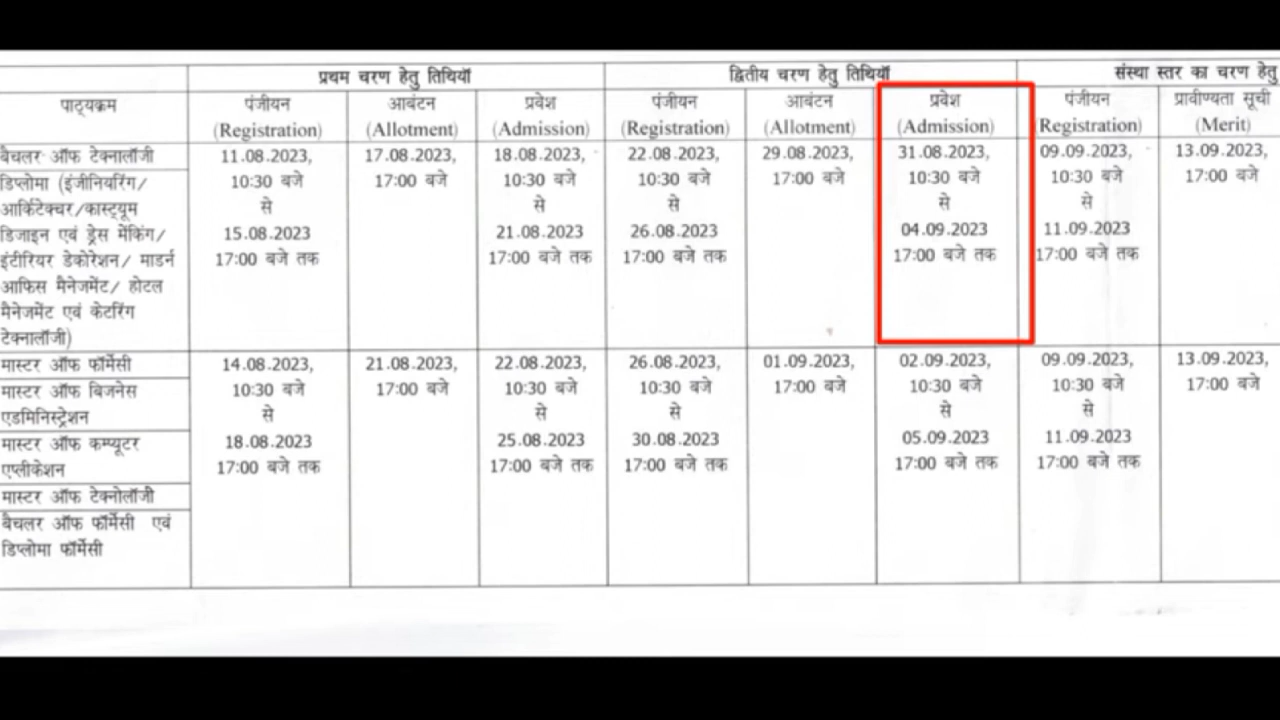 प्रथम चरण हेतु तिथियॉ
द्वितीय चरण हेतु तिथियॉ
संस्था स्तर का चरण हेतु
पाठ्यक्रम
पंजीयन
(Registration)
आबंटन
(Allotment)
प्रवेश
(Admission)
पंजीयन
(Registration)
आबंटन
(Allotment)
प्रवेश
(Admission)
पंजीयन
(Registration)
प्रावीण्यता सूची
(Merit)
बैचलर ऑफ टेक्नालॉजी
डिप्लोमा (इंजीनियरिंग/
आर्किटेक्चर/कास्ट्यूम
डिजाइन एवं ड्रेस मेंकिंग/
इंटीरियर डेकोरेशन/ माडर्न
आफिस मैनेजमेंट/ होटल
मैनेजमेंट एवं केटरिंग
टेक्नालॉजी)
11.08.2023,
10:30 बजे
से
15.08.2023
17:00 बजे तक
17.08.2023,
17:00 बजे
18.08.2023,
10:30 बजे
से
21.08.2023
17:00 बजे तक
22.08.2023,
10:30 बजे
से
26.08.2023
17:00 बजे तक
29.08.2023,
17:00 बजे
31.08.2023,
10:30 बजे
से
04.09.2023
17:00 बजे तक
09.09.2023,
10:30 बजे
से
11.09.2023
17:00 बजे तक
13.09.2023,
17:00 बजे
मास्टर ऑफ फॉर्मेसी
मास्टर ऑफ बिजनेस
एडमिनिस्ट्रेशन
मास्टर ऑफ कम्प्यूटर
एप्लीकेशन
मास्टर ऑफ टेक्नोलॉजी
बैचलर ऑफ फॉर्मेसी एवं
डिप्लोमा फॉर्मेसी
14.08.2023,
10:30 बजे
से
18.08.2023
17:00 बजे तक
21.08.2023,
17:00 बजे
22.08.2023,
10:30 बजे
से
25.08.2023
17:00 बजे तक
26.08.2023,
10:30 बजे
से
30.08.2023
17:00 बजे तक
01.09.2023,
17:00 बजे
02.09.2023,
10:30 बजे
से
05.09.2023
17:00 बजे तक
09.09.2023,
10:30 बजे
से
11.09.2023
17:00 बजे तक
13.09.2023,
17:00 बजे